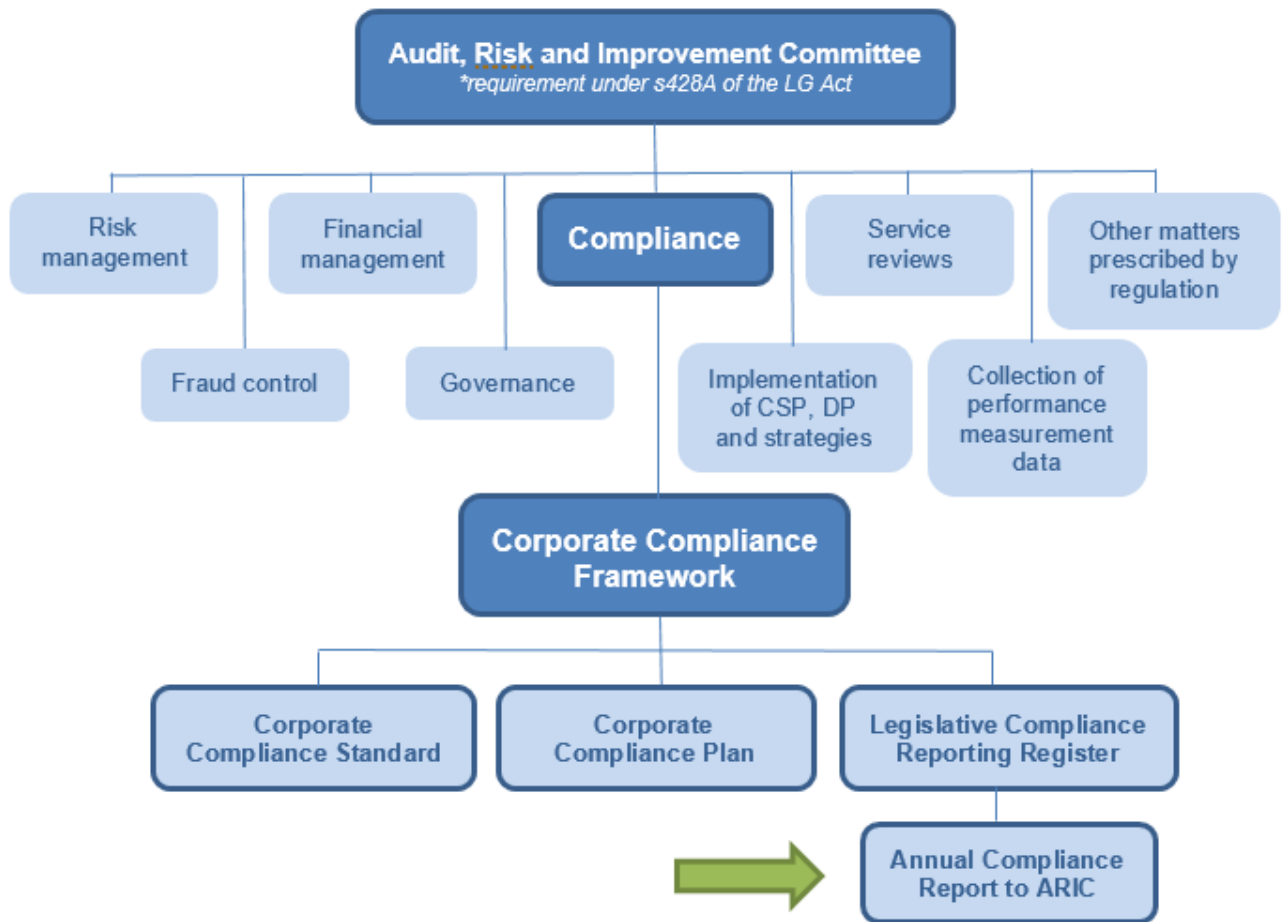 Audit, Risk and Improvement Committee
*requirement under s428A of the LG Act
Risk
management
Financial
management
Compliance
Service
reviews
Other matters
prescribed by
regulation
Fraud control
Governance
Implementation
of CSP, DP
and strategies
Collection of
performance
measurement
data
Corporate Compliance
Framework
Corporate
Compliance Standard
Corporate
Compliance Plan
Legislative Compliance
Reporting Register
Annual Compliance
Report to ARIC